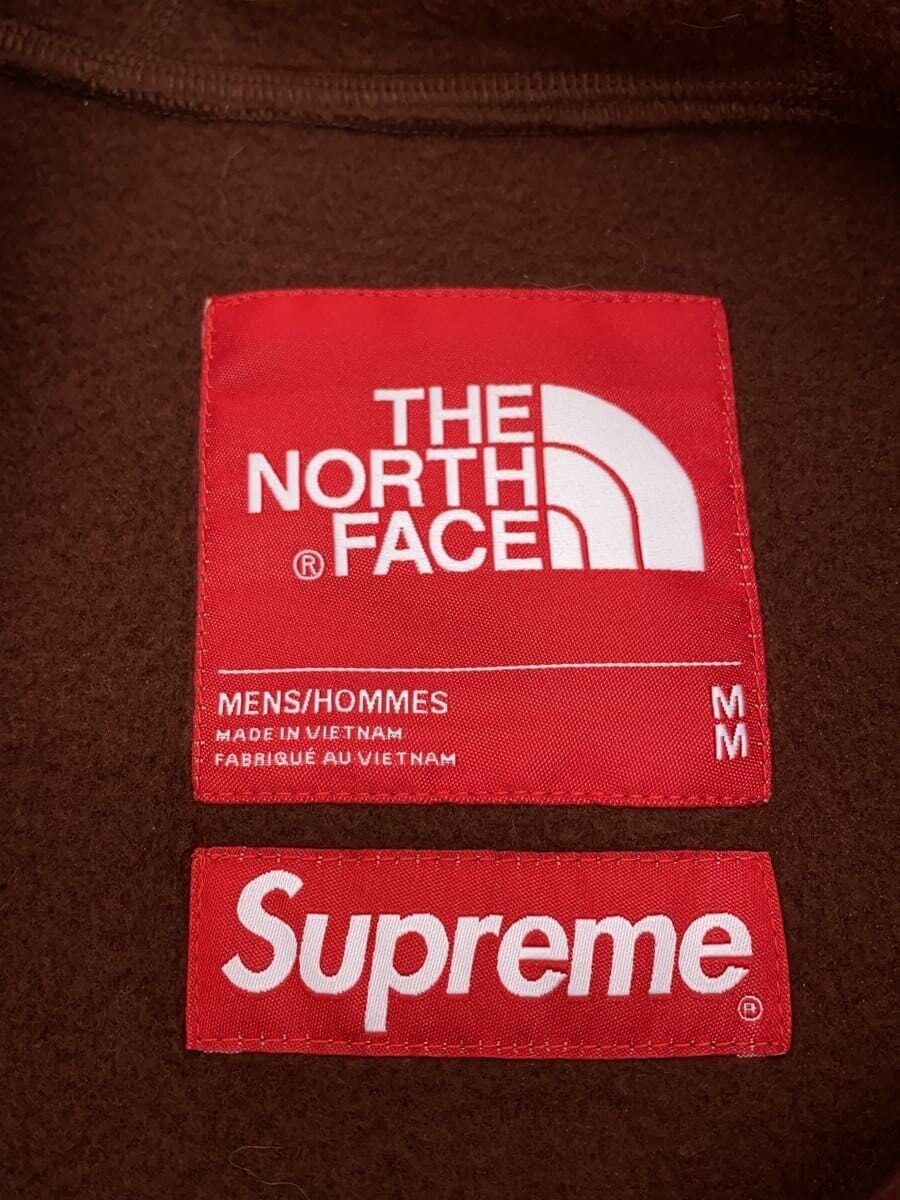 THE
NORTH
® FACE
MENS/HOMMES M
MADE IN VIETNAM M
FABRIQUÉ AU VIETNAM
Supreme ®